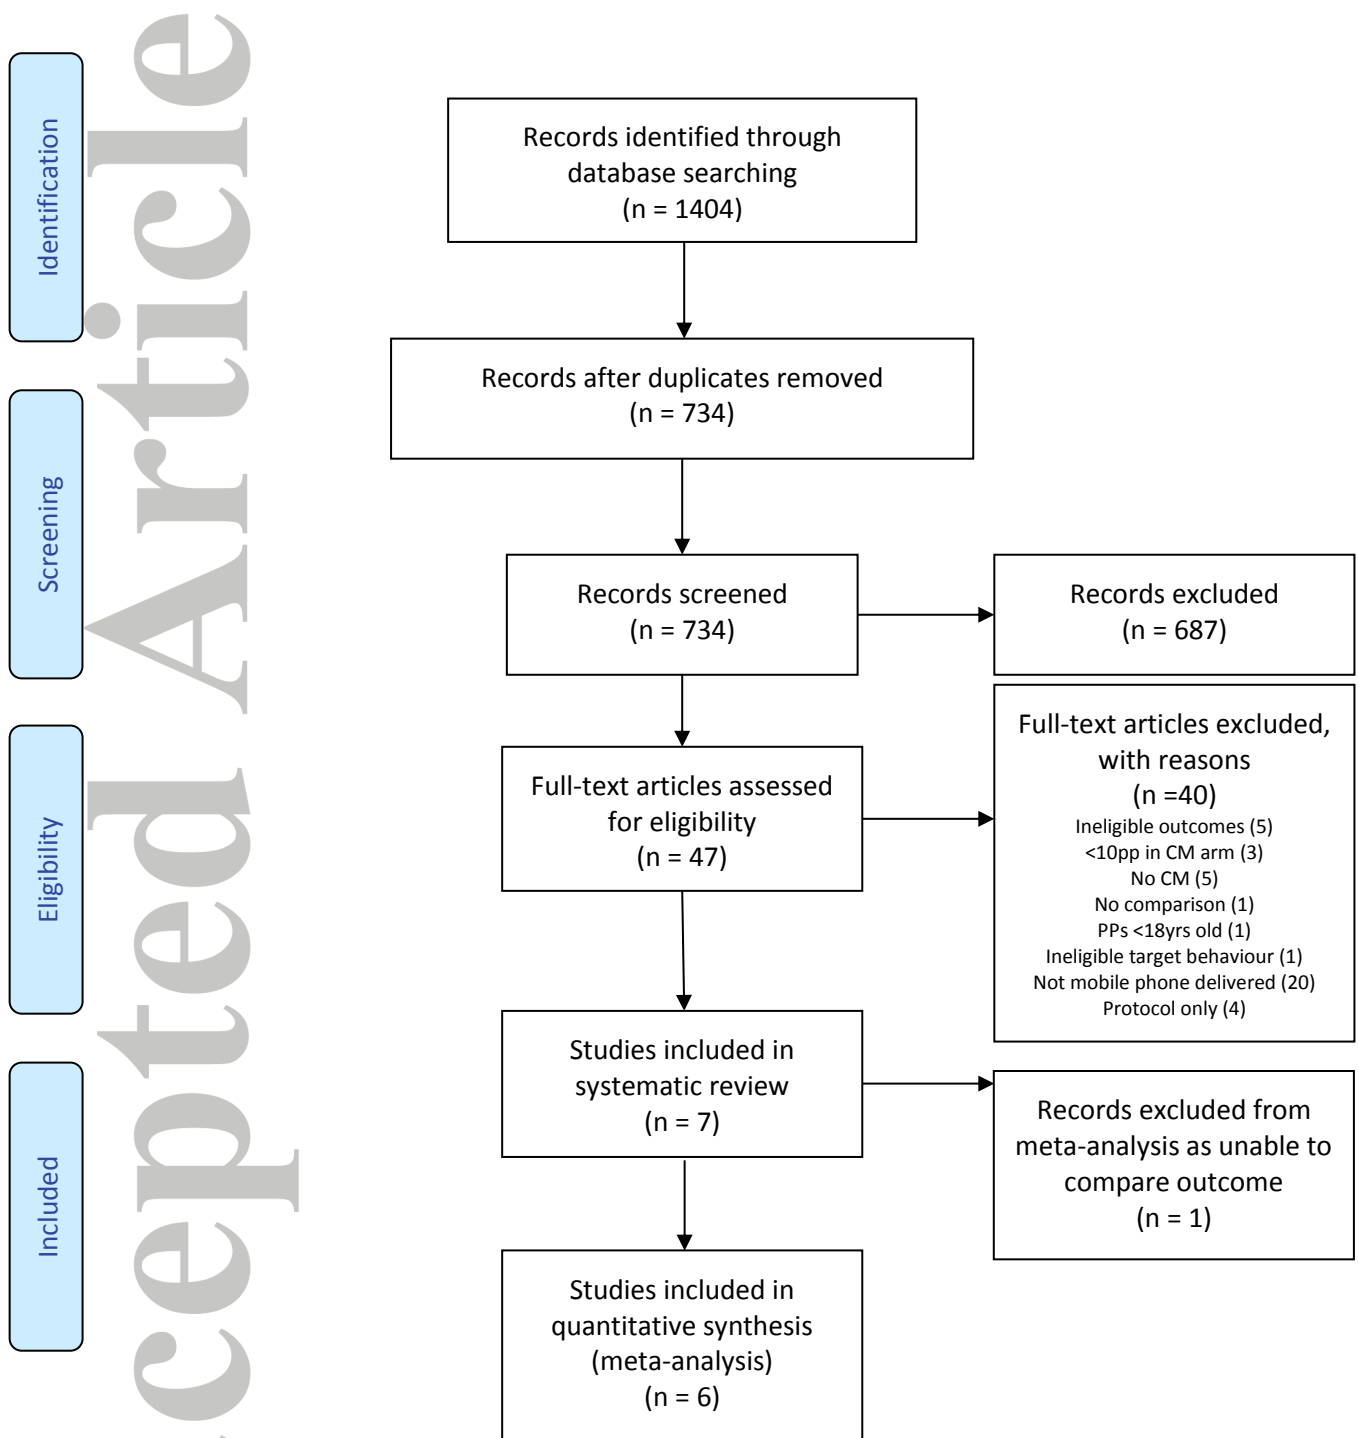 Identification
Screening
Eligibility
Included
cepted Article
Records identified through
database searching
(n = 1404)
Records after duplicates removed
(n = 734)
Records screened
(n = 734)
Records excluded
(n = 687)
Full-text articles assessed
for eligibility
(n = 47)
Full-text articles excluded,
with reasons
(n =40)
Ineligible outcomes (5)
<10pp in CM arm (3)
No CM (5)
No comparison (1)
PPs <18yrs old (1)
Ineligible target behaviour (1)
Not mobile phone delivered (20)
Protocol only (4)
Studies included in
systematic review
(n = 7)
Records excluded from
meta-analysis as unable to
compare outcome
(n = 1)
Studies included in
quantitative synthesis
(meta-analysis)
(n = 6)